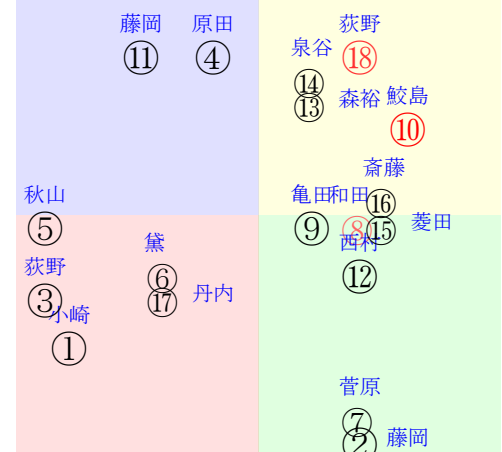 藤岡 原田 荻野
⑪ ④ 泉谷 ⑱
⑭
⑬ 森裕 鮫島
⑩
斎藤
秋山 亀田 和田 ⑯
⑤ ⑨ ⑧ ⑮ 菱田
黛 西村
荻野 ⑥ ⑫
③ ⑰ 丹内
小崎
①
菅原
⑦
② 藤岡